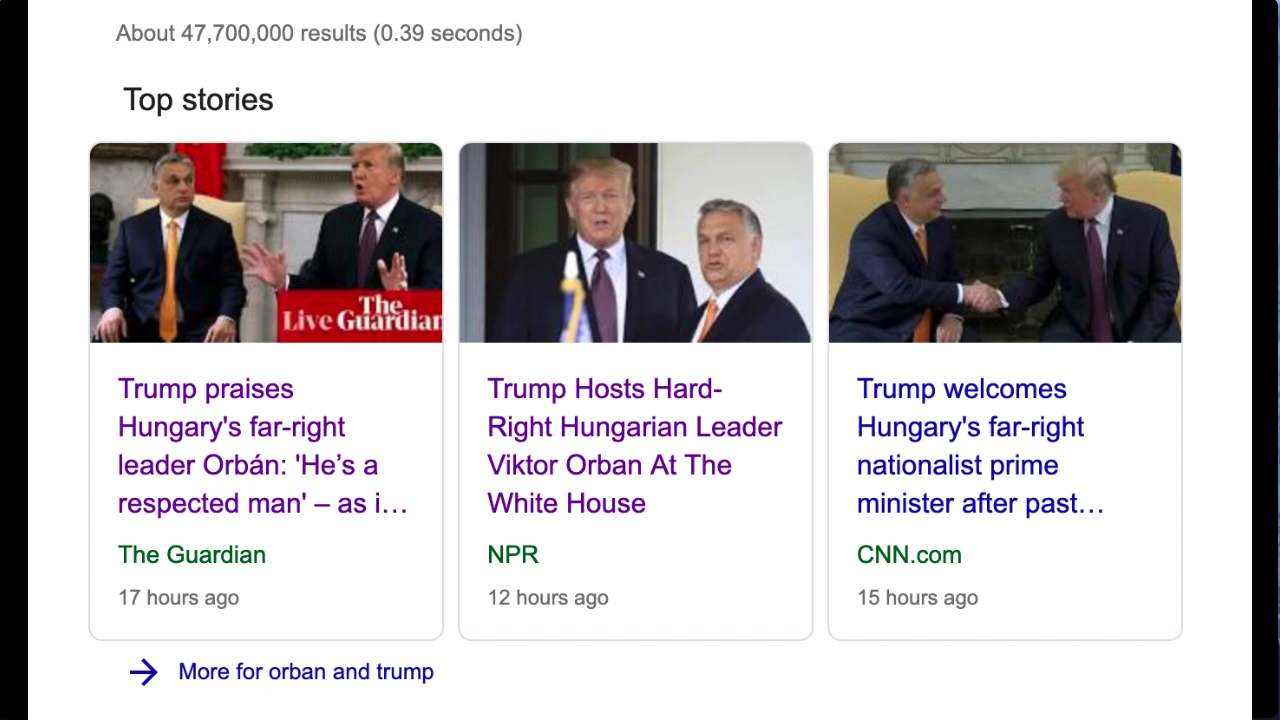 About 47,700,000 results (0.39 seconds)
Top stories
The
Live Guardian
Trump praises
Hungary's far-right
leader Orbán: 'He’s a
respected man' – as i...
The Guardian
17 hours ago
Trump Hosts Hard-
Right Hungarian Leader
Viktor Orban At The
White House
NPR
12 hours ago
Trump welcomes
Hungary's far-right
nationalist prime
minister after past...
CNN.com
15 hours ago
More for orban and trump